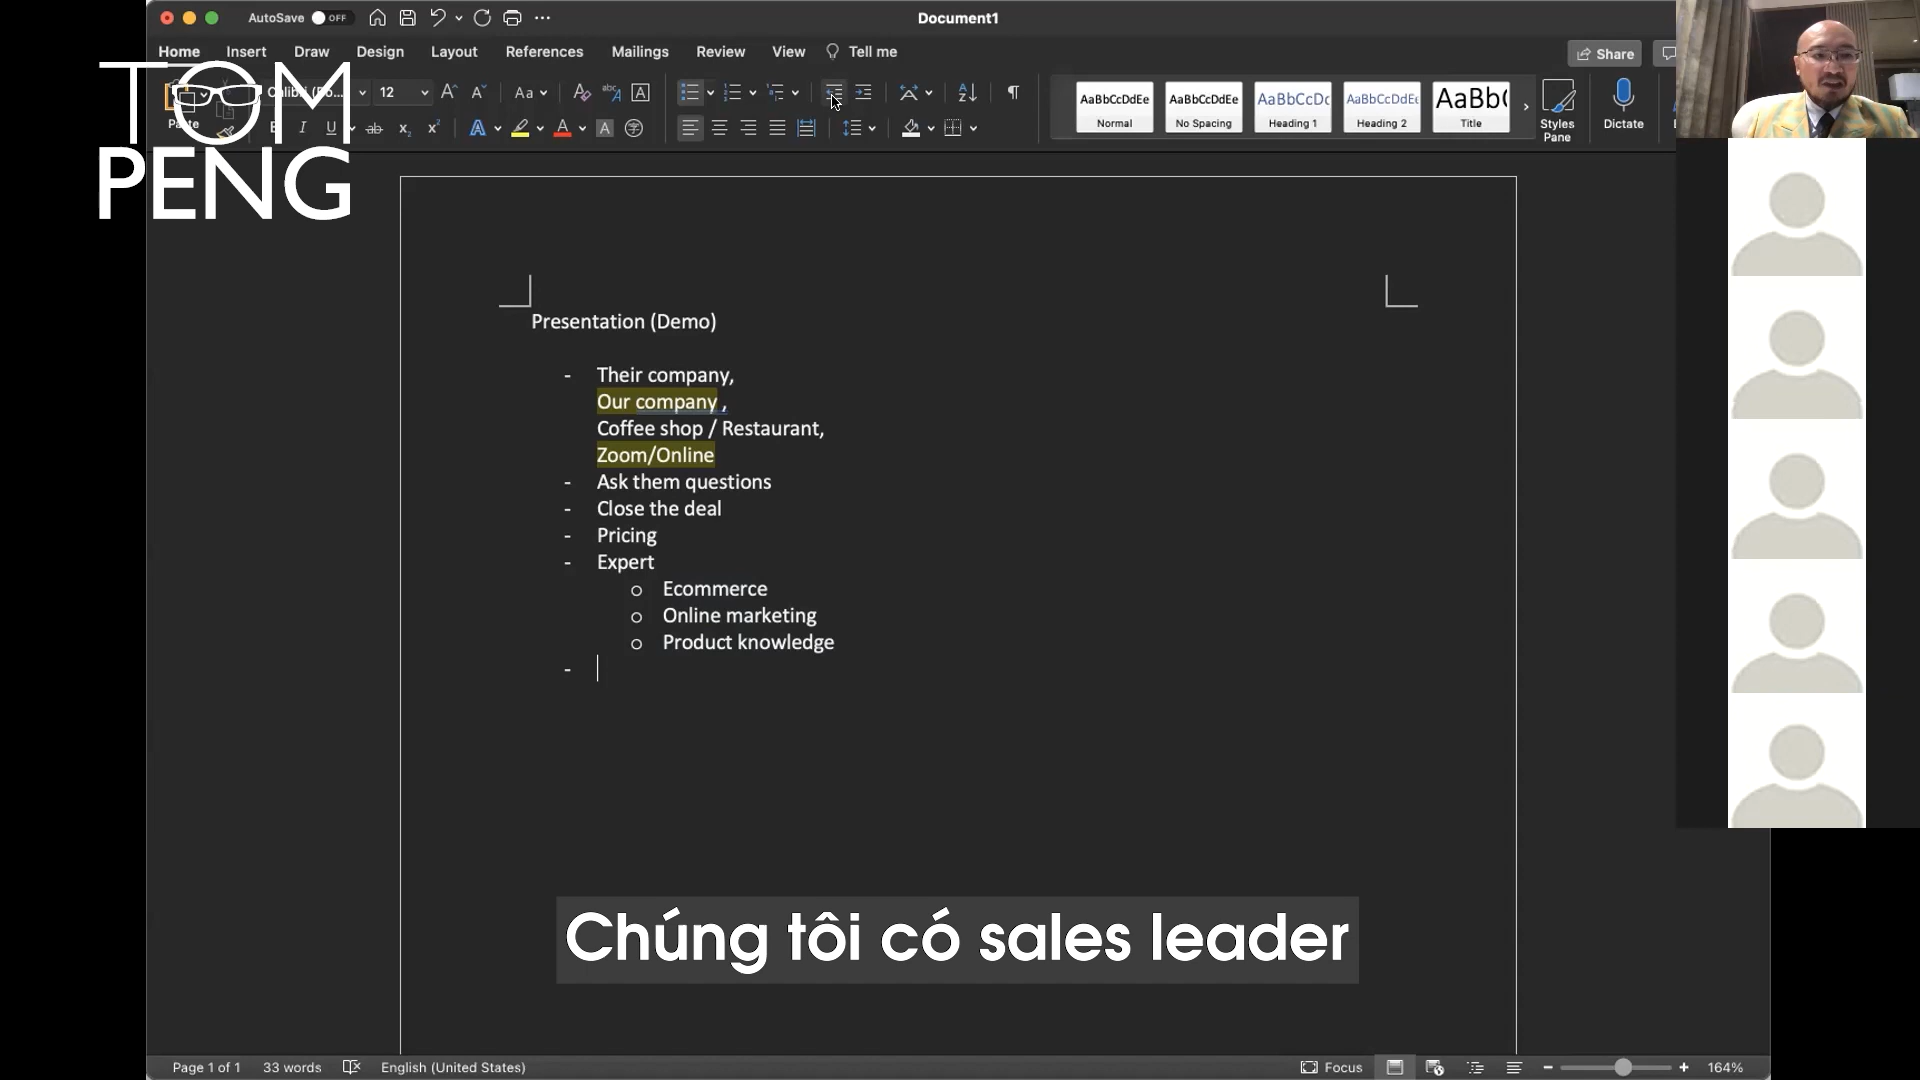 AutoSave OFF
Document1
Home Insert Draw Design Layout References Mailings Review View Tell me
Share
TOM
PENG
12
Aa
Paste
AaBbCcDdEe AaBbCcDdEe AaBbCcDc AaBbCcDdEe AaBb(
Normal No Spacing Heading 1 Heading 2 Title
Styles Pane
Dictate
Presentation (Demo)
- Their company,
Our company ,
Coffee shop / Restaurant,
Zoom/Online
- Ask them questions
- Close the deal
- Pricing
- Expert
o Ecommerce
o Online marketing
o Product knowledge
-
Chúng tôi có sales leader
Page 1 of 1 33 words English (United States) Focus 164%